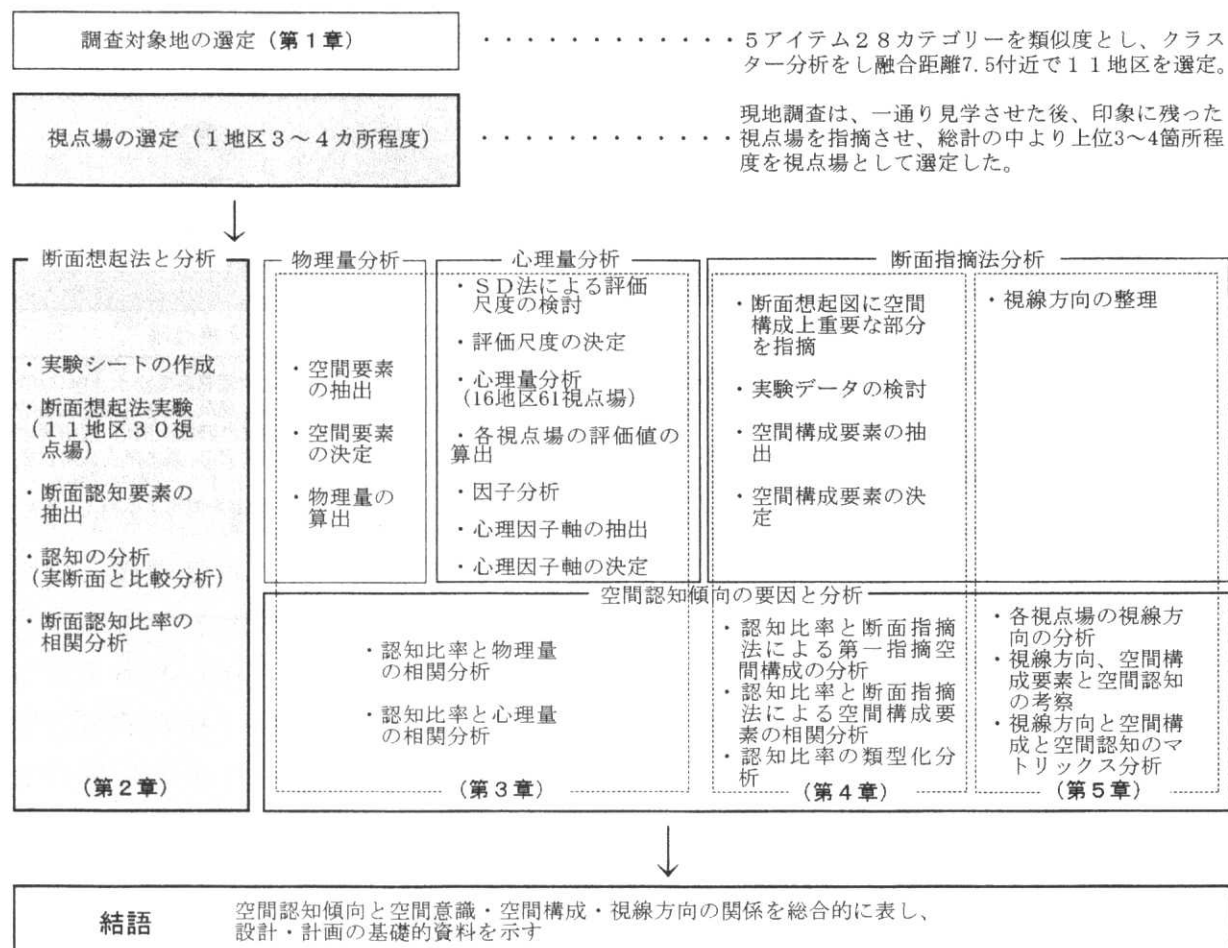 調査対象地の選定（第１章）
・・・・・・・・・・・・５アイテム２８カテゴリーを類似度とし、クラス
ター分析をし融合距離7.5付近で１１地区を選定。
視点場の選定（１地区３～４カ所程度）
現地調査は、一通り見学させた後、印象に残った
・・・・・・・・・・・・視点場を指摘させ、総計の中より上位3～4箇所程
度を視点場として選定した。
↓
断面想起法と分析
・実験シートの作成
・断面想起法実験
（１１地区３０視
点場）
・断面認知要素の
抽出
・認知の分析
（実断面と比較分析）
・断面認知比率の
相関分析
（第２章）
物理量分析
・空間要素
の抽出
・空間要素
の決定
・物理量の
算出
心理量分析
・ＳＤ法による評価
尺度の検討
・評価尺度の決定
・心理量分析
（16地区61視点場）
・各視点場の評価値の
算出
・因子分析
・心理因子軸の抽出
・心理因子軸の決定
断面指摘法分析
・断面想起図に空間
構成上重要な部分
を指摘
・実験データの検討
・空間構成要素の抽
出
・空間構成要素の決
定
・視線方向の整理
空間認知傾向の要因と分析
・認知比率と物理量
の相関分析
・認知比率と心理量
の相関分析
（第３章）
・認知比率と断面指摘
法による第一指摘空
間構成の分析
・認知比率と断面指摘
法による空間構成要
素の相関分析
・認知比率の類型化分
析
（第４章）
・各視点場の視線方
向の分析
・視線方向、空間構
成要素と空間認知
の考察
・視線方向と空間構
成と空間認知のマ
トリックス分析
（第５章）
↓
結語
空間認知傾向と空間意識・空間構成・視線方向の関係を総合的に表し、
設計・計画の基礎的資料を示す